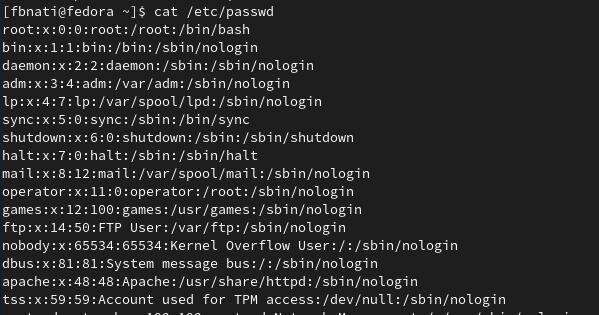 [fbnati@fedora ~]$ cat /etc/passwd
root:x:0:0:root:/root:/bin/bash
bin:x:1:1:bin:/bin:/sbin/nologin
daemon:x:2:2:daemon:/sbin:/sbin/nologin
adm:x:3:4:adm:/var/adm:/sbin/nologin
lp:x:4:7:lp:/var/spool/lpd:/sbin/nologin
sync:x:5:0:sync:/sbin:/bin/sync
shutdown:x:6:0:shutdown:/sbin:/sbin/shutdown
halt:x:7:0:halt:/sbin:/sbin/halt
mail:x:8:12:mail:/var/spool/mail:/sbin/nologin
operator:x:11:0:operator:/root:/sbin/nologin
games:x:12:100:games:/usr/games:/sbin/nologin
ftp:x:14:50:FTP User:/var/ftp:/sbin/nologin
nobody:x:65534:65534:Kernel Overflow User:/:/sbin/nologin
dbus:x:81:81:System message bus:/:/sbin/nologin
apache:x:48:48:Apache:/usr/share/httpd:/sbin/nologin
tss:x:59:59:Account used for TPM access:/dev/null:/sbin/nologin